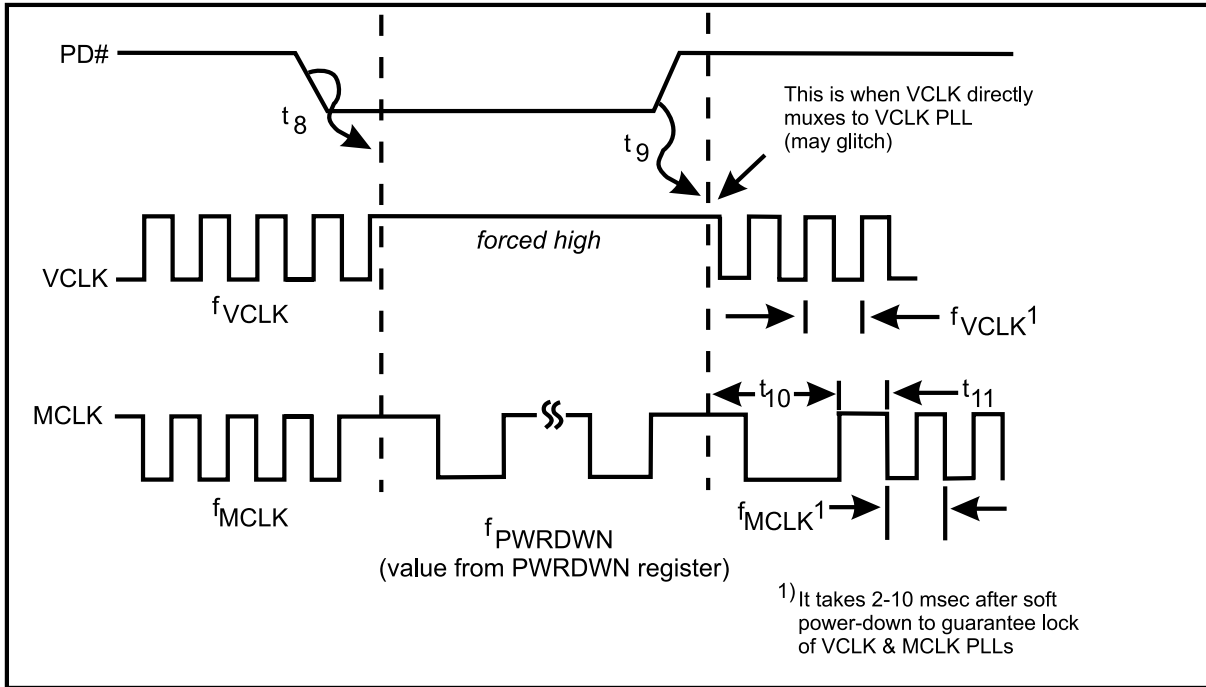 PD#
t8
t9
This is when VCLK directly
muxes to VCLK PLL
(may glitch)
forced high
VCLK
fVCLK
fVCLK1
t10
t11
MCLK
fMCLK
fMCLK1
fPWRDWN
(value from PWRDWN register)
1) It takes 2-10 msec after soft
power-down to guarantee lock
of VCLK & MCLK PLLs